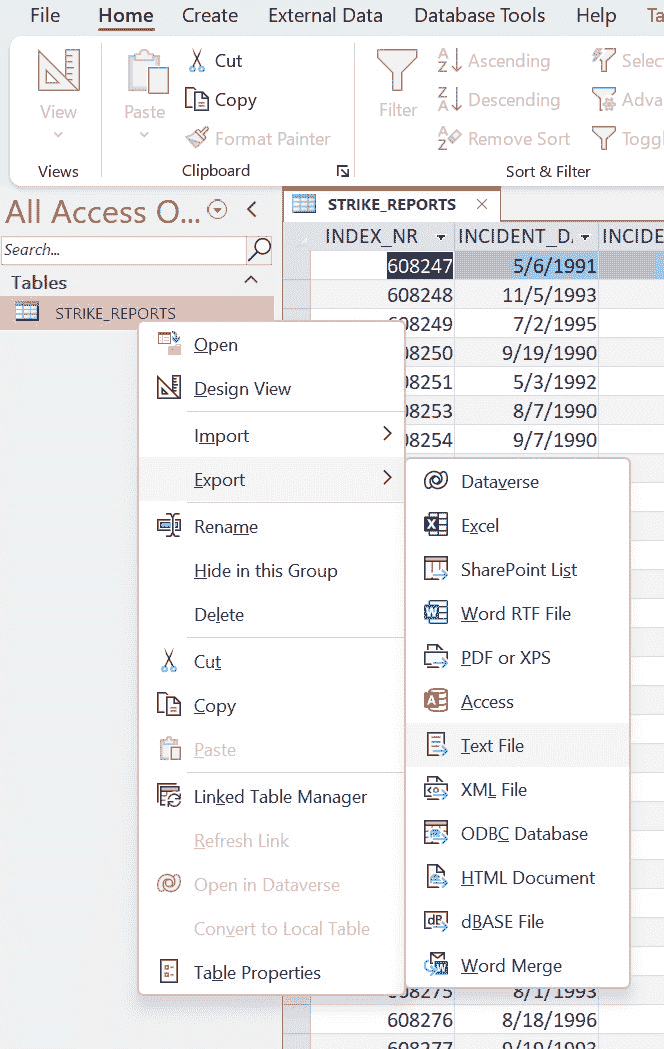 File Home Create External Data Database Tools Help Ta
View
Paste
Cut
Copy
Format Painter
Filter
Ascending
Descending
Remove Sort
Selec
Adva
Toggl
Views Clipboard Sort & Filter
All Access O...
Search...
Tables
STRIKE_REPORTS
STRIKE_REPORTS
INDEX_NR INCIDENT_DA INCIDE
608247 5/6/1991
608248 11/5/1993
608249 7/2/1995
608250 9/19/1990
608251 5/3/1992
608253 8/7/1990
608254 9/7/1990
Open
Design View
Import
Export
Rename
Hide in this Group
Delete
Cut
Copy
Paste
Linked Table Manager
Refresh Link
Open in Dataverse
Convert to Local Table
Table Properties
Dataverse
Excel
SharePoint List
Word RTF File
PDF or XPS
Access
Text File
XML File
ODBC Database
HTML Document
dBASE File
Word Merge
608275 8/1/1993
608276 8/18/1996
608277 9/19/1993